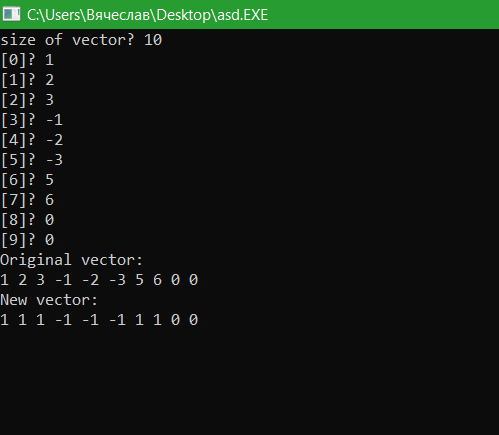 C:\Users\Вячеслав\Desktop\asd.EXE
size of vector? 10
[0]? 1
[1]? 2
[2]? 3
[3]? -1
[4]? -2
[5]? -3
[6]? 5
[7]? 6
[8]? 0
[9]? 0
Original vector:
1 2 3 -1 -2 -3 5 6 0 0
New vector:
1 1 1 -1 -1 -1 1 1 0 0